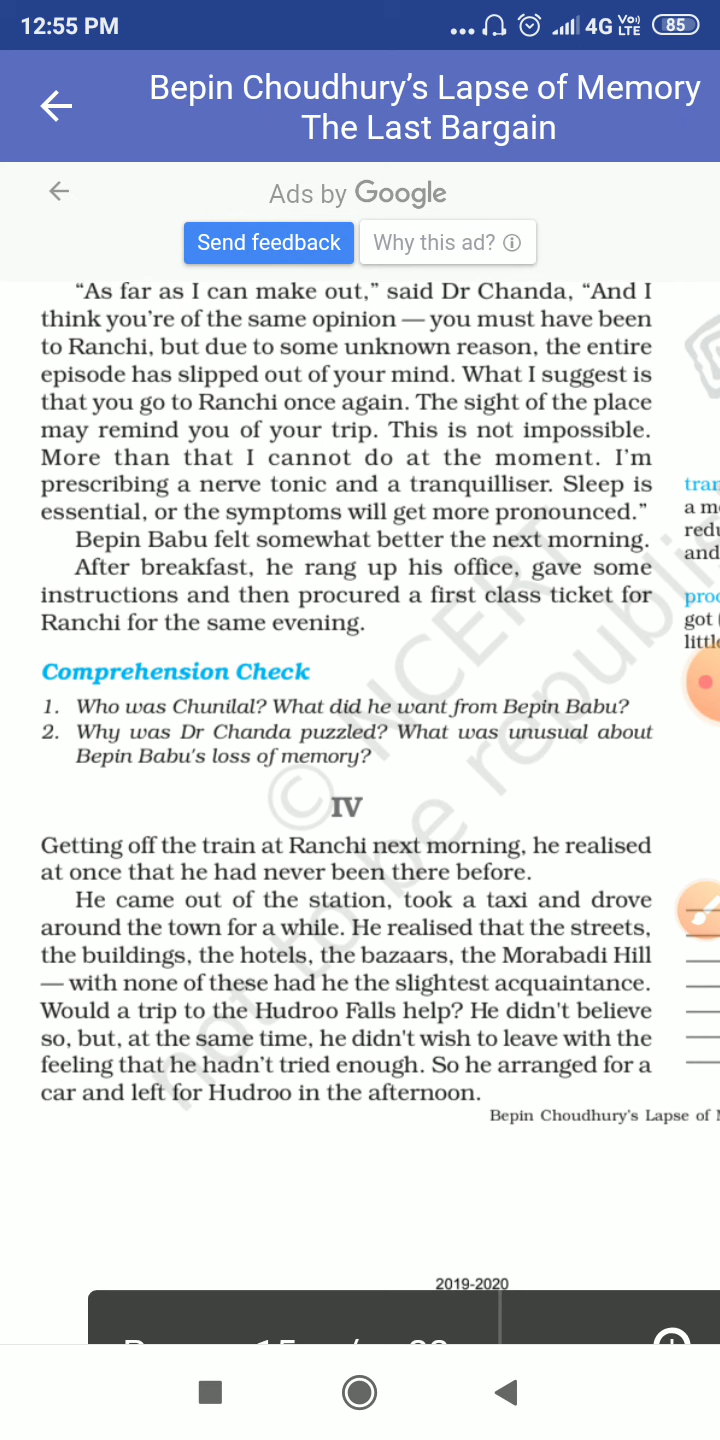 12:55 PM
4G VoLTE 85
Bepin Choudhury’s Lapse of Memory
The Last Bargain
Ads by Google
Send feedback
Why this ad?
“As far as I can make out,” said Dr Chanda, “And I
think you’re of the same opinion — you must have been
to Ranchi, but due to some unknown reason, the entire
episode has slipped out of your mind. What I suggest is
that you go to Ranchi once again. The sight of the place
may remind you of your trip. This is not impossible.
More than that I cannot do at the moment. I’m
prescribing a nerve tonic and a tranquilliser. Sleep is
essential, or the symptoms will get more pronounced.”
Bepin Babu felt somewhat better the next morning.
After breakfast, he rang up his office, gave some
instructions and then procured a first class ticket for
Ranchi for the same evening.
a
and
got
Comprehension Check
1. Who was Chunilal? What did he want from Bepin Babu?
2. Why was Dr Chanda puzzled? What was unusual about
Bepin Babu's loss of memory?
IV
Getting off the train at Ranchi next morning, he realised
at once that he had never been there before.
He came out of the station, took a taxi and drove
around the town for a while. He realised that the streets,
the buildings, the hotels, the bazaars, the Morabadi Hill
— with none of these had he the slightest acquaintance.
Would a trip to the Hudroo Falls help? He didn't believe
so, but, at the same time, he didn't wish to leave with the
feeling that he hadn’t tried enough. So he arranged for a
car and left for Hudroo in the afternoon.
Bepin Choudhury's Lapse of
2019-2020
© NCERT
not to be republis